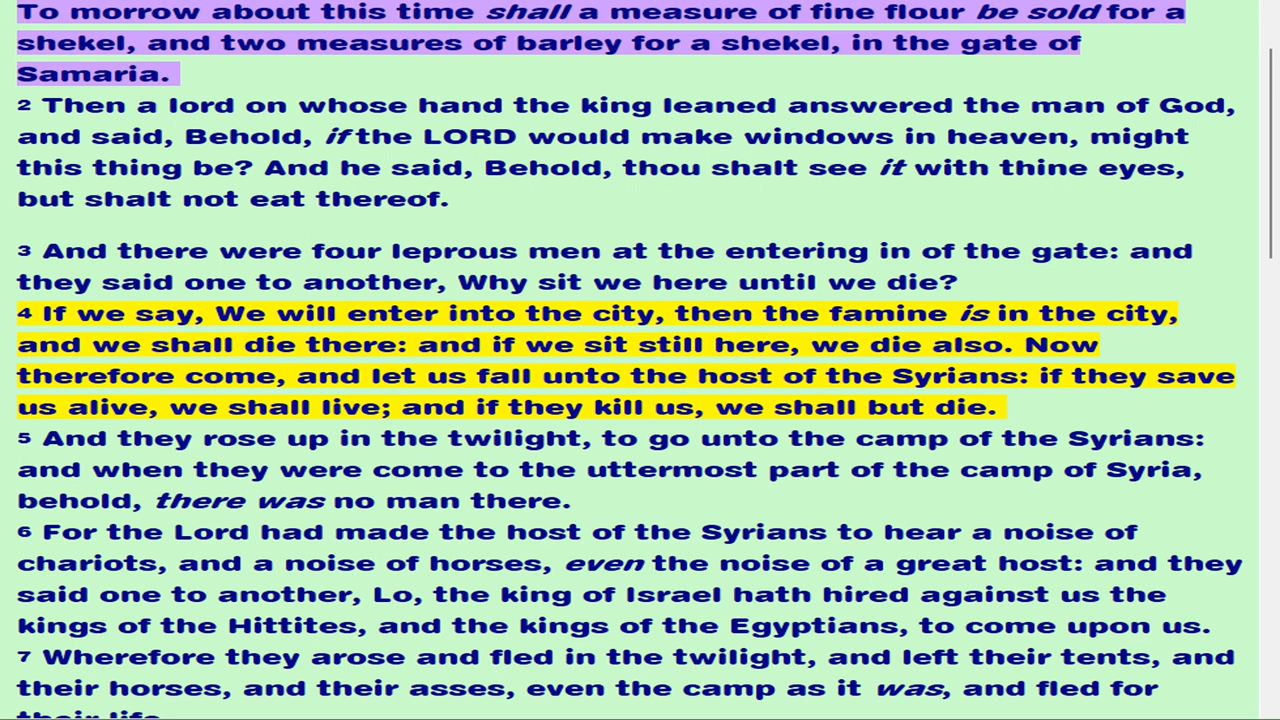 To morrow about this time shall a measure of fine flour be sold for a
shekel, and two measures of barley for a shekel, in the gate of
Samaria.
2 Then a lord on whose hand the king leaned answered the man of God,
and said, Behold, if the LORD would make windows in heaven, might
this thing be? And he said, Behold, thou shalt see it with thine eyes,
but shalt not eat thereof.
3 And there were four leprous men at the entering in of the gate: and
they said one to another, Why sit we here until we die?
4 If we say, We will enter into the city, then the famine is in the city,
and we shall die there: and if we sit still here, we die also. Now
therefore come, and let us fall unto the host of the Syrians: if they save
us alive, we shall live; and if they kill us, we shall but die.
5 And they rose up in the twilight, to go unto the camp of the Syrians:
and when they were come to the uttermost part of the camp of Syria,
behold, there was no man there.
6 For the Lord had made the host of the Syrians to hear a noise of
chariots, and a noise of horses, even the noise of a great host: and they
said one to another, Lo, the king of Israel hath hired against us the
kings of the Hittites, and the kings of the Egyptians, to come upon us.
7 Wherefore they arose and fled in the twilight, and left their tents, and
their horses, and their asses, even the camp as it was, and fled for
their life.